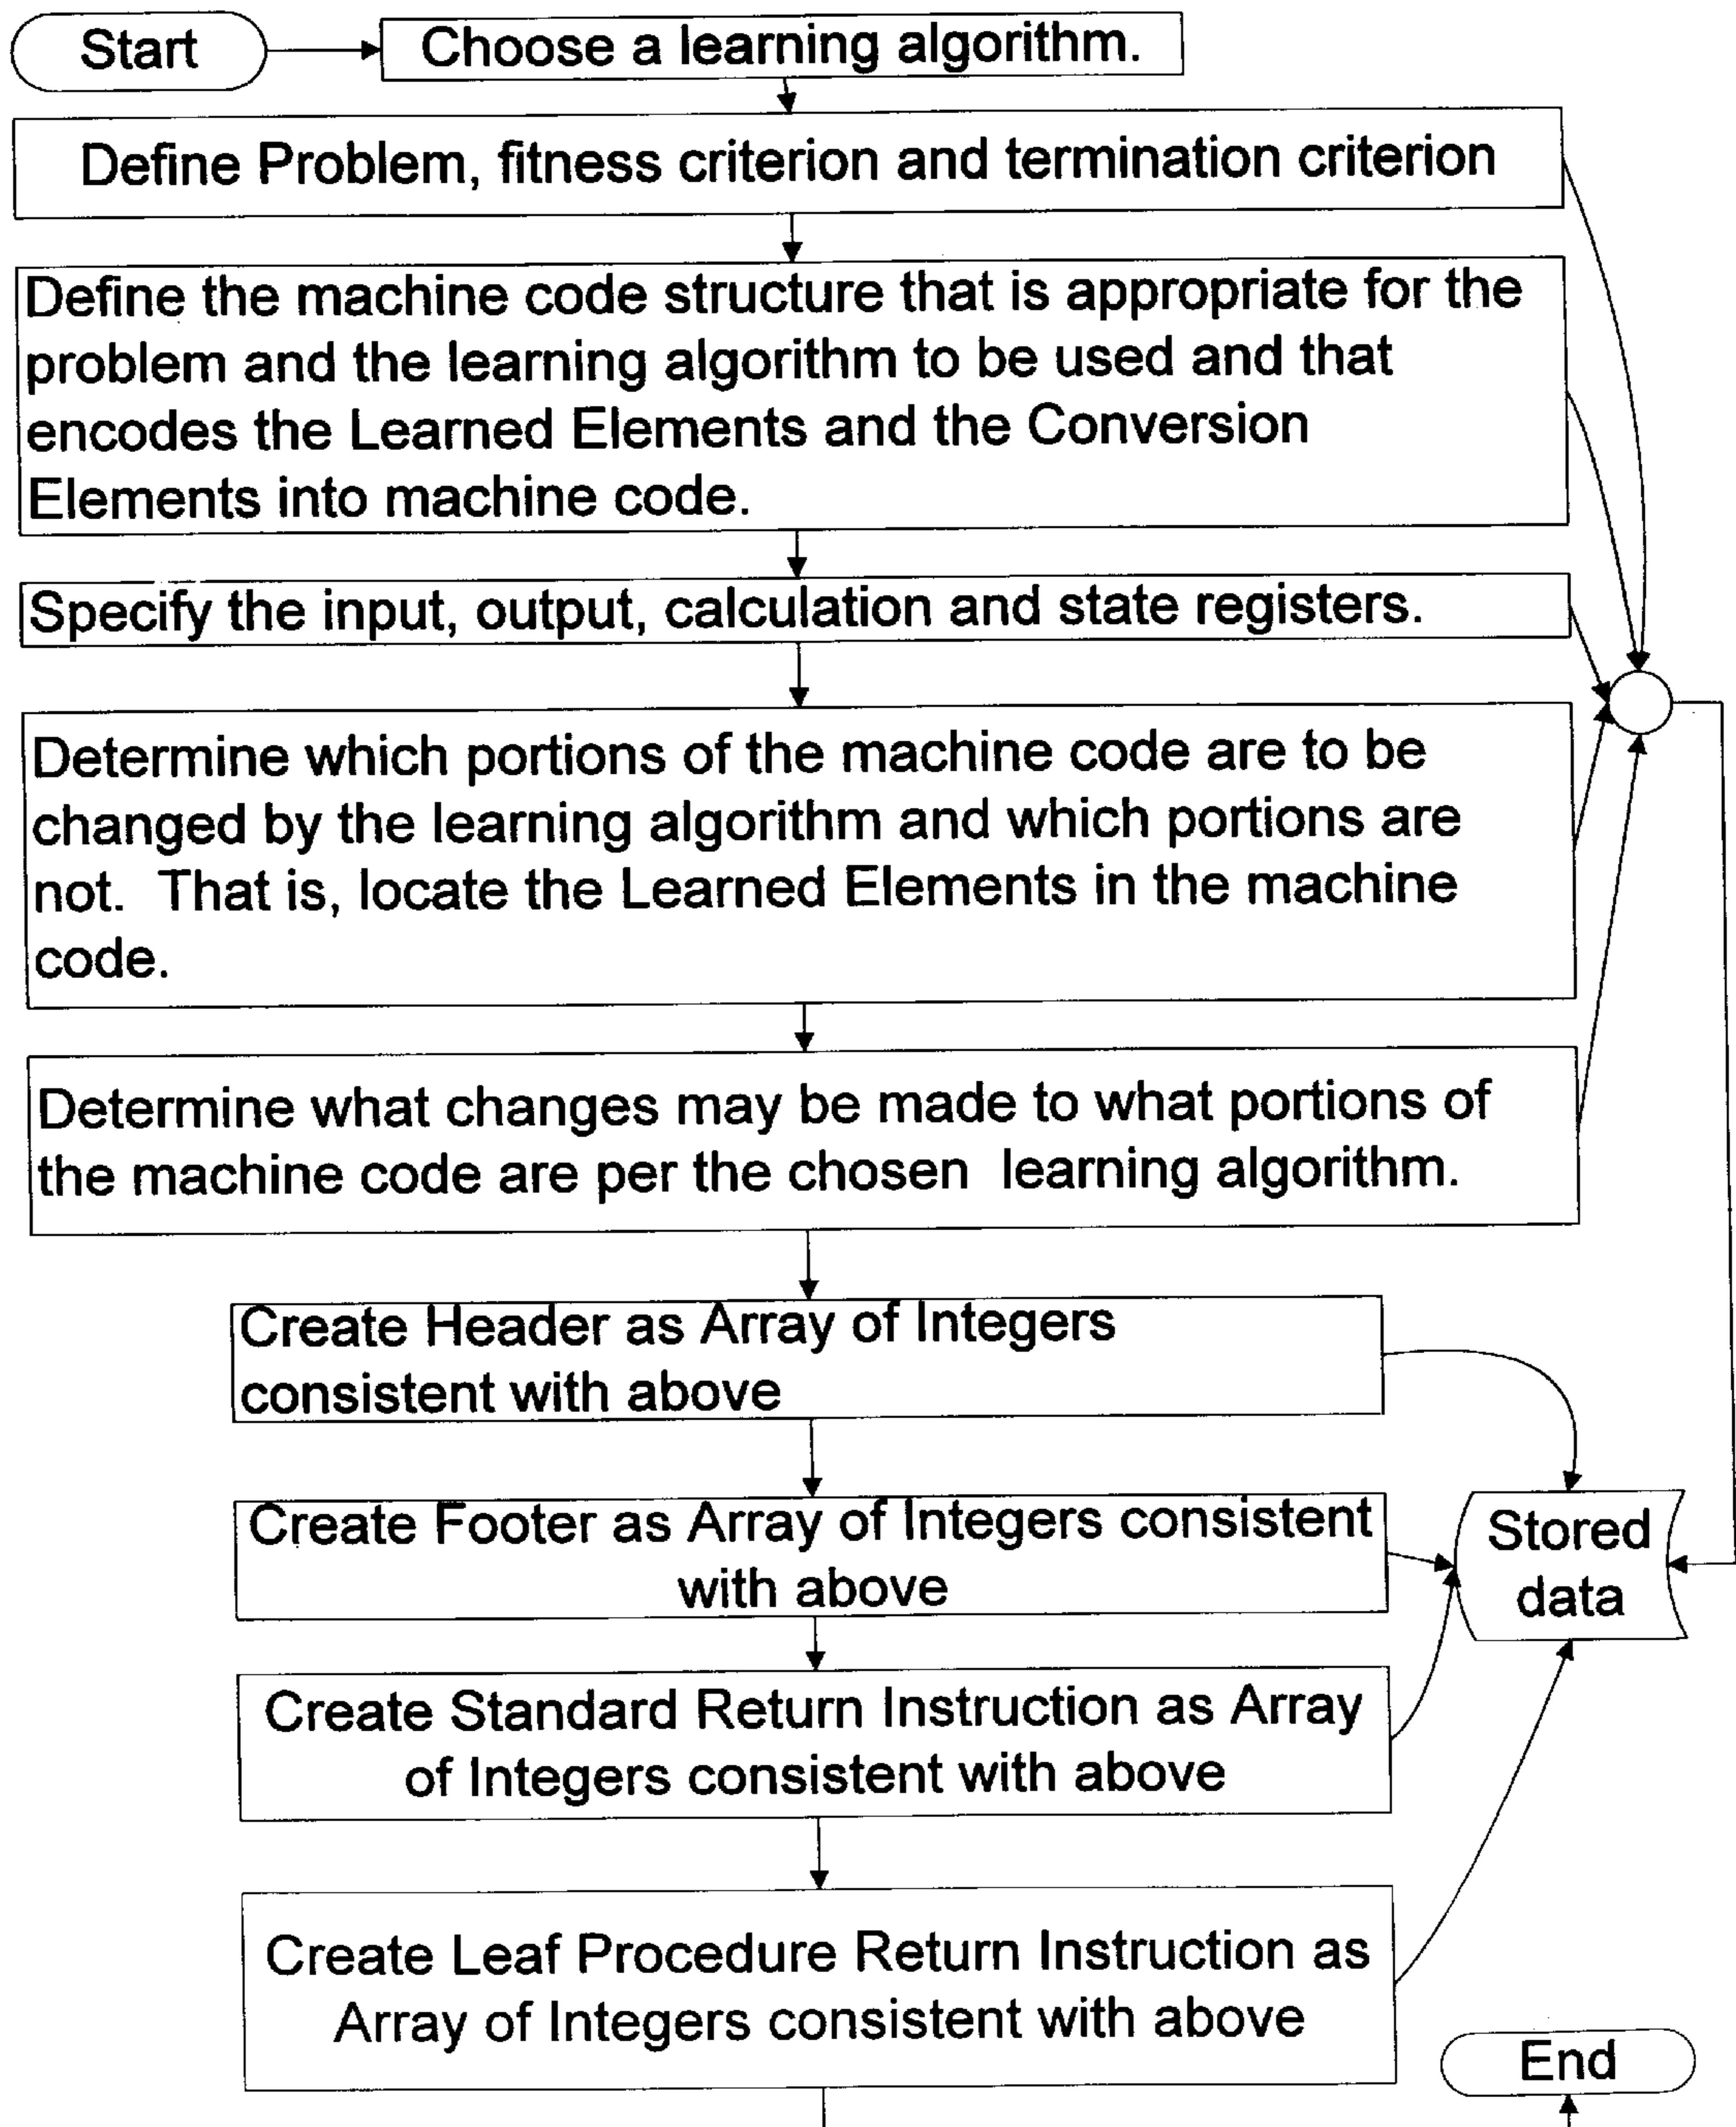 Start
Choose a learning algorithm.
Define Problem, fitness criterion and termination criterion
Define the machine code structure that is appropriate for the
problem and the learning algorithm to be used and that
encodes the Learned Elements and the Conversion
Elements into machine code.
Specify the input, output, calculation and state registers.
Determine which portions of the machine code are to be
changed by the learning algorithm and which portions are
not. That is, locate the Learned Elements in the machine
code.
Determine what changes may be made to what portions of
the machine code are per the chosen learning algorithm.
Create Header as Array of Integers
consistent with above
Create Footer as Array of Integers consistent
with above
Stored
data
Create Standard Return Instruction as Array
of Integers consistent with above
Create Leaf Procedure Return Instruction as
Array of Integers consistent with above
End